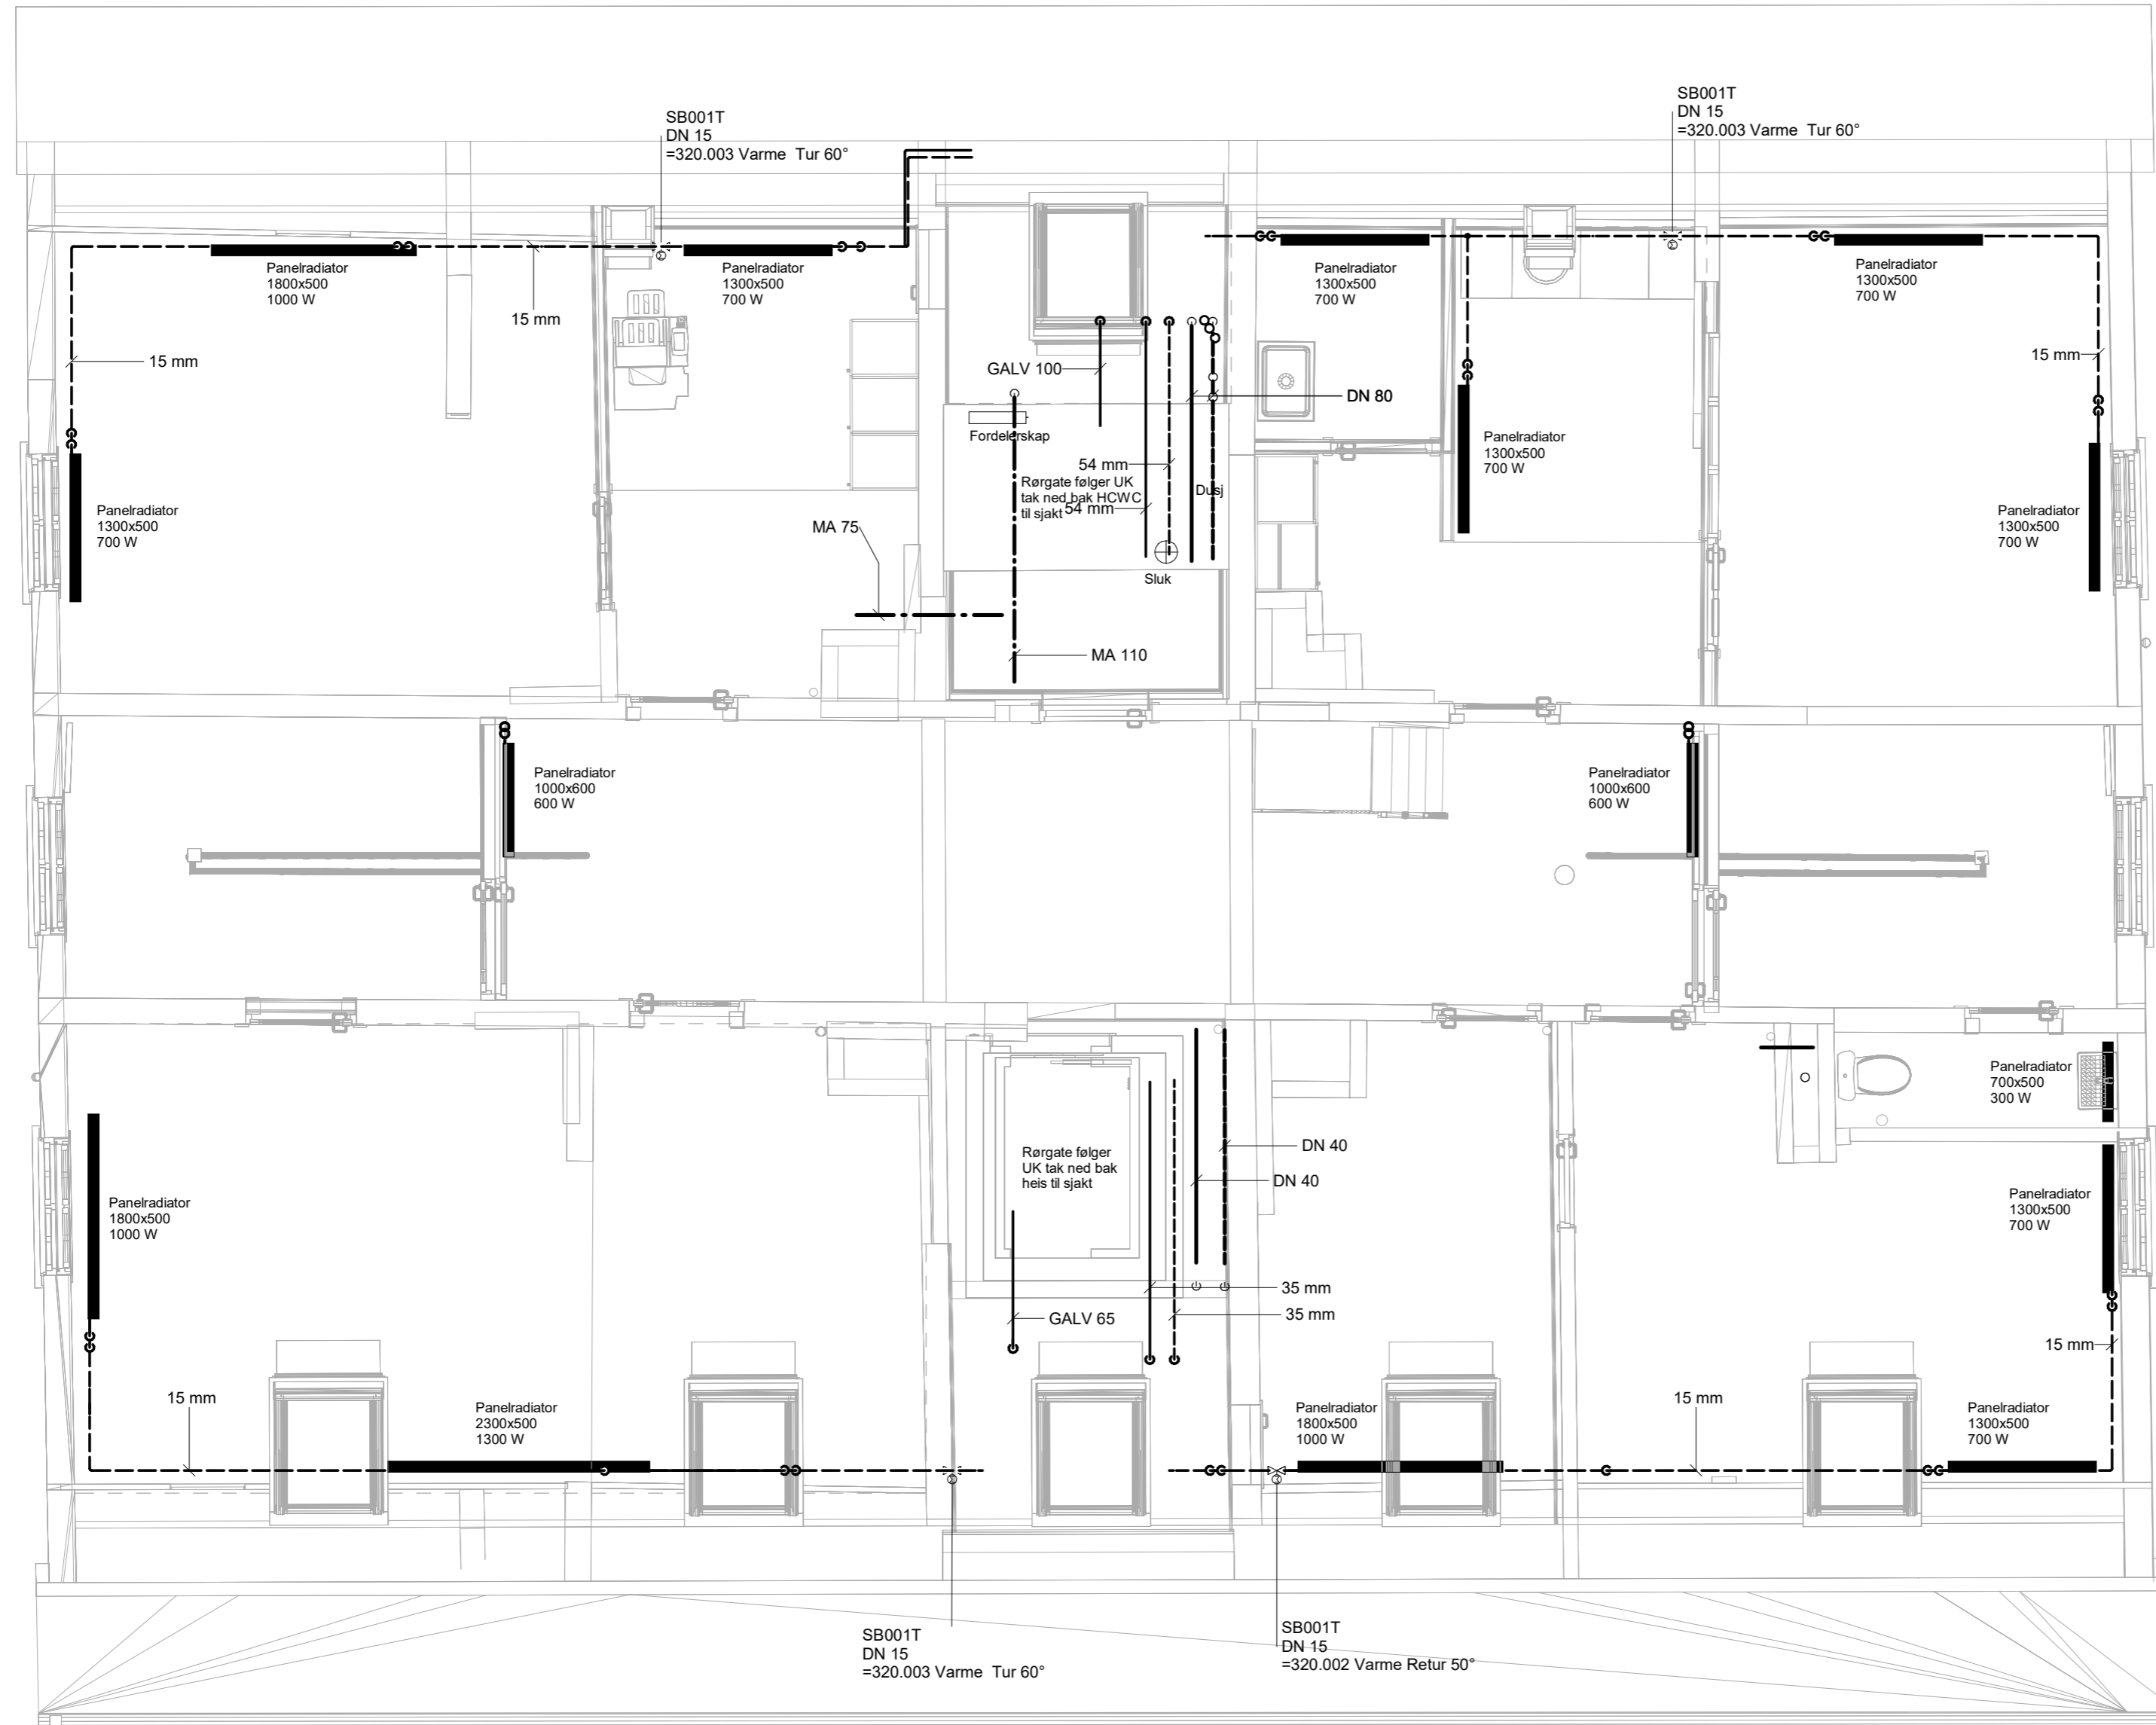 SB001T
DN 15
=320.003 Varme  Tur 60°
SB001T
DN 15
=320.003 Varme  Tur 60°
Panelradiator
1800x500
1000 W
15 mm
Panelradiator
1300x500
700 W
Panelradiator
1300x500
700 W
Panelradiator
1300x500
700 W
15 mm
15 mm
GALV 100
DN 80
Fordelerskap
54 mm
Rørgate følger UK
tak ned bak HCWC
til sjakt
54 mm
Dusj
Panelradiator
1300x500
700 W
Panelradiator
1300x500
700 W
Panelradiator
1300x500
700 W
MA 75
Sluk
MA 110
Panelradiator
1000x600
600 W
Panelradiator
1000x600
600 W
Panelradiator
700x500
300 W
Rørgate følger
UK tak ned bak
heis til sjakt
DN 40
DN 40
Panelradiator
1800x500
1000 W
Panelradiator
1300x500
700 W
35 mm
35 mm
GALV 65
15 mm
15 mm
Panelradiator
2300x500
1300 W
Panelradiator
1800x500
1000 W
15 mm
Panelradiator
1300x500
700 W
SB001T
DN 15
=320.003 Varme  Tur 60°
SB001T
DN 15
=320.002 Varme Retur 50°